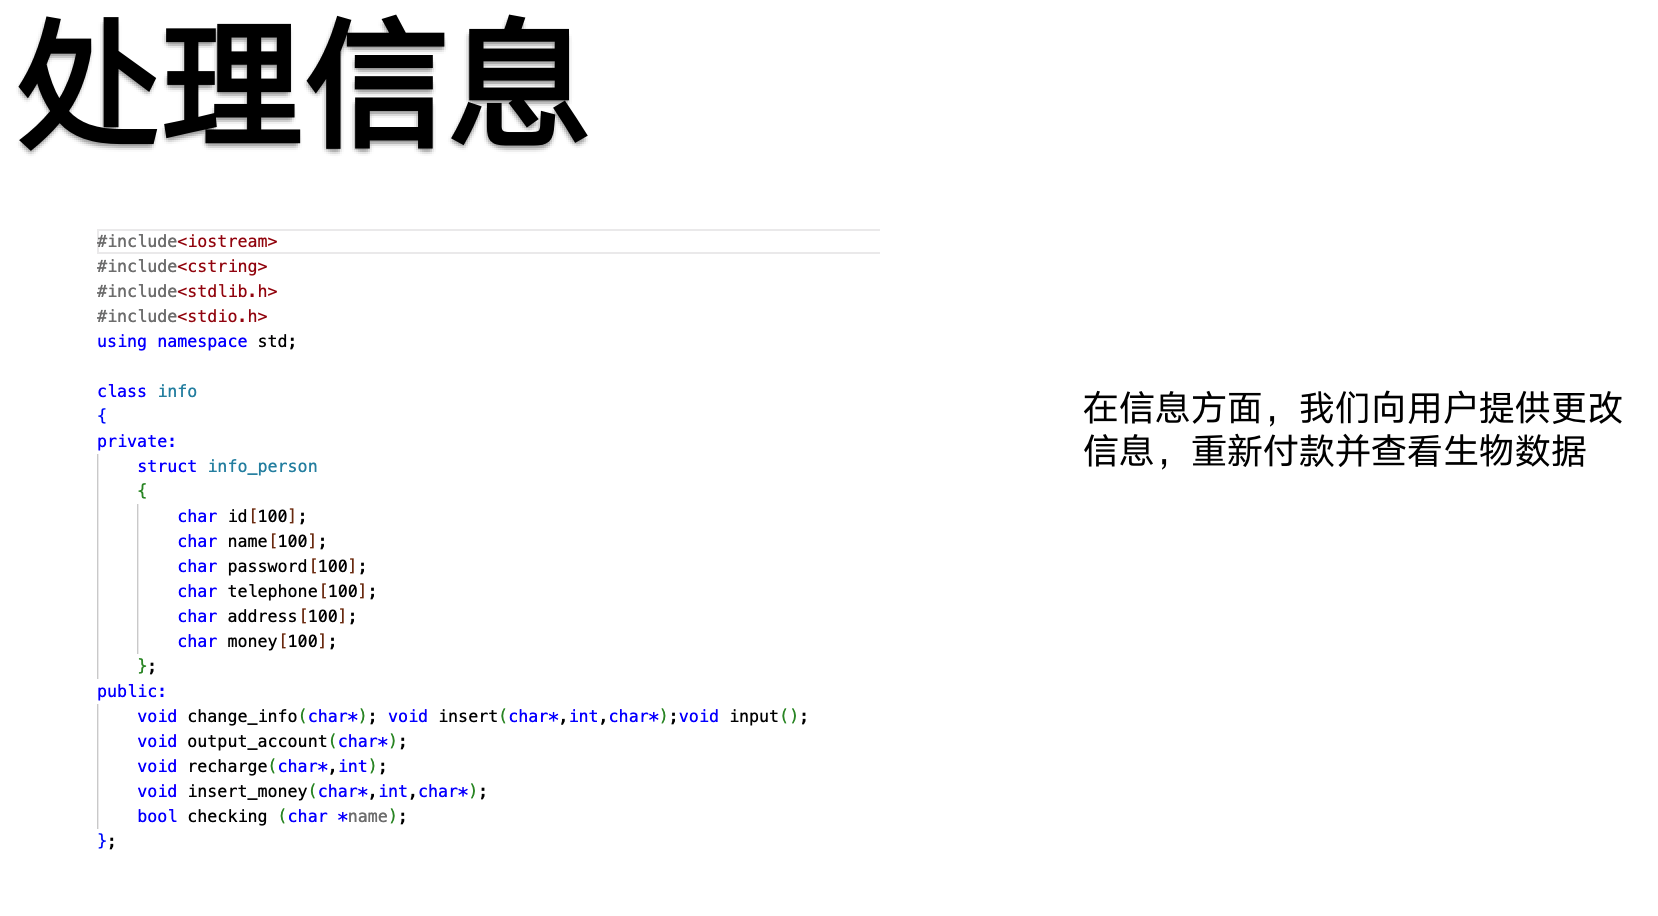 处理信息
#include<iostream>
#include<cstring>
#include<stdlib.h>
#include<stdio.h>
using namespace std;
class info
{
private:
struct info_person
{
char id[100];
char name[100];
char password[100];
char telephone[100];
char address[100];
char money[100];
};
public:
void change_info(char*); void insert(char*,int,char*);void input();
void output_account(char*);
void recharge(char*,int);
void insert_money(char*,int,char*);
bool checking (char *name);
};
在信息方面，我们向用户提供更改
信息，重新付款并查看生物数据